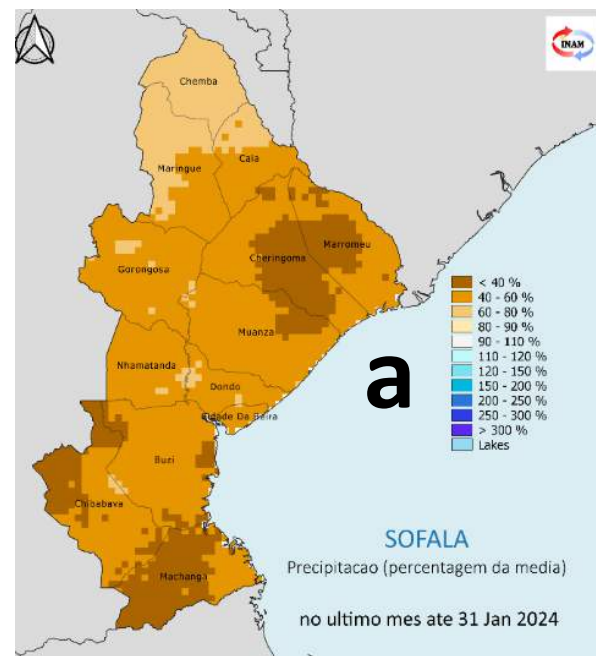 INAM
Chemba
Caia
Maringue
Marromeu
Cheringoma
Gorongosa
Muanza
Nhamatanda
Dondo
Cidade Da Beira
Buzi
Chibabava
Machanga
< 40 %
40 - 60 %
60 - 80 %
80 - 90 %
90 - 110 %
110 - 120 %
120 - 150 %
150 - 200 %
200 - 250 %
250 - 300 %
> 300 %
Lakes
a
SOFALA
Precipitacao (percentagem da media)
no ultimo mes ate 31 Jan 2024